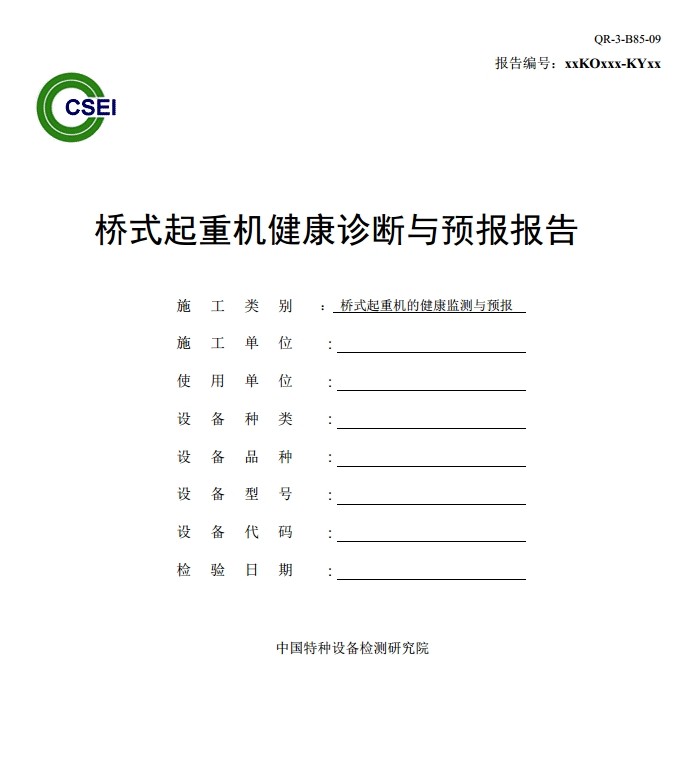 QR-3-B85-09
报告编号：xxKOxxx-KYxx
CSEI
桥式起重机健康诊断与预报报告
施工类别：桥式起重机的健康监测与预报
施工单位：
使用单位：
设备种类：
设备品种：
设备型号：
设备代码：
检验日期：
中国特种设备检测研究院